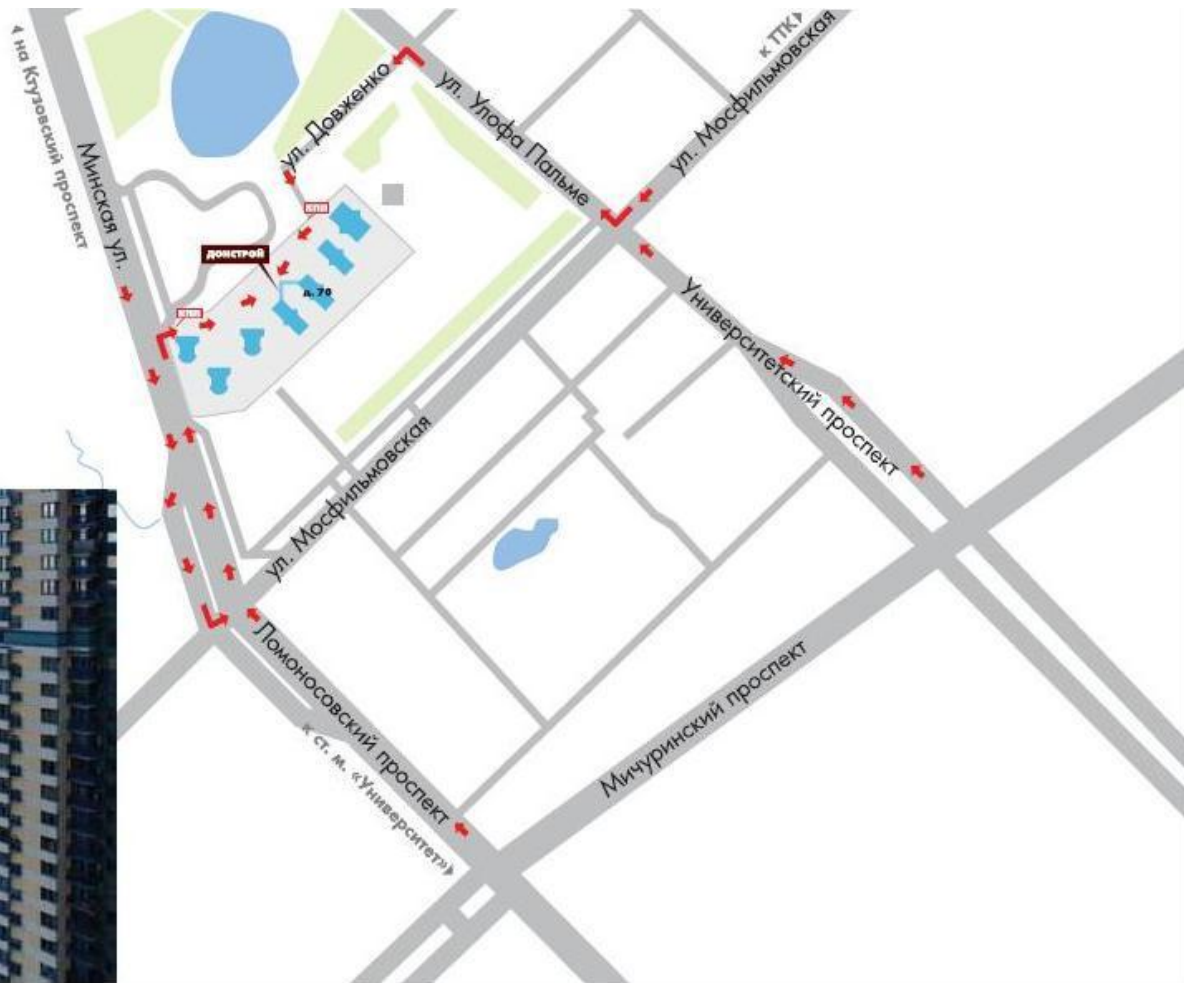 на Кутузовский проспект
Минская ул.
ул. Довженко
ул. Улофа Пальме
к ТТК
ул. Мосфильмовская
КПП
ДОНСТРОЙ
д. 70
КПП
Университетский проспект
ул. Мосфильмовская
Ломоносовский проспект
к ст. м. «Университет»
Мичуринский проспект